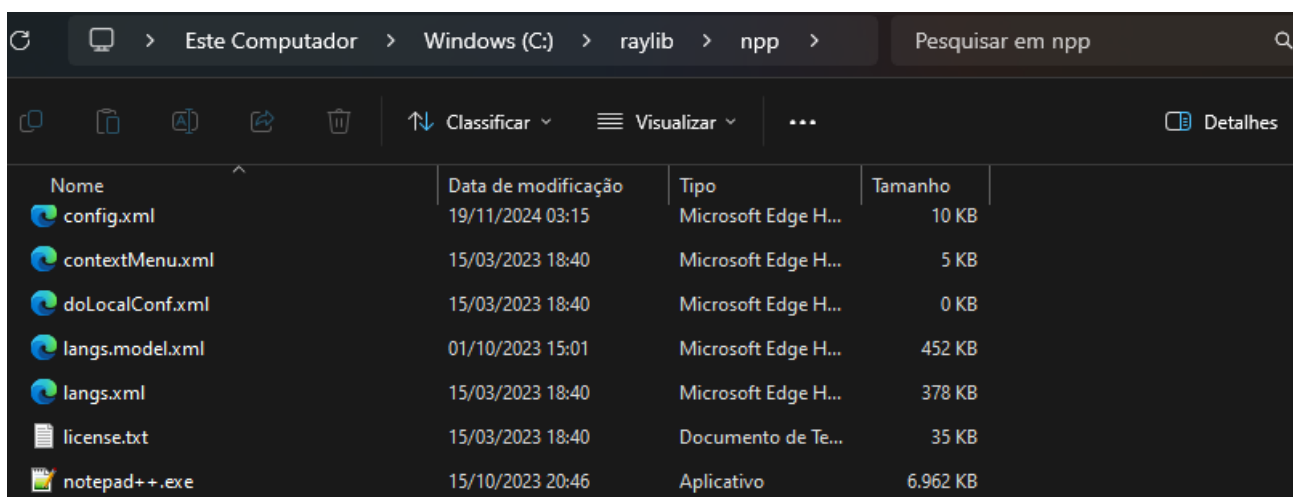 Este Computador > Windows (C:) > raylib > npp > Pesquisar em npp
Classificar Visualizar ... Detalhes
Nome Data de modificação Tipo Tamanho
config.xml 19/11/2024 03:15 Microsoft Edge H... 10 KB
contextMenu.xml 15/03/2023 18:40 Microsoft Edge H... 5 KB
doLocalConf.xml 15/03/2023 18:40 Microsoft Edge H... 0 KB
langs.model.xml 01/10/2023 15:01 Microsoft Edge H... 452 KB
langs.xml 15/03/2023 18:40 Microsoft Edge H... 378 KB
license.txt 15/03/2023 18:40 Documento de Te... 35 KB
notepad++.exe 15/10/2023 20:46 Aplicativo 6.962 KB